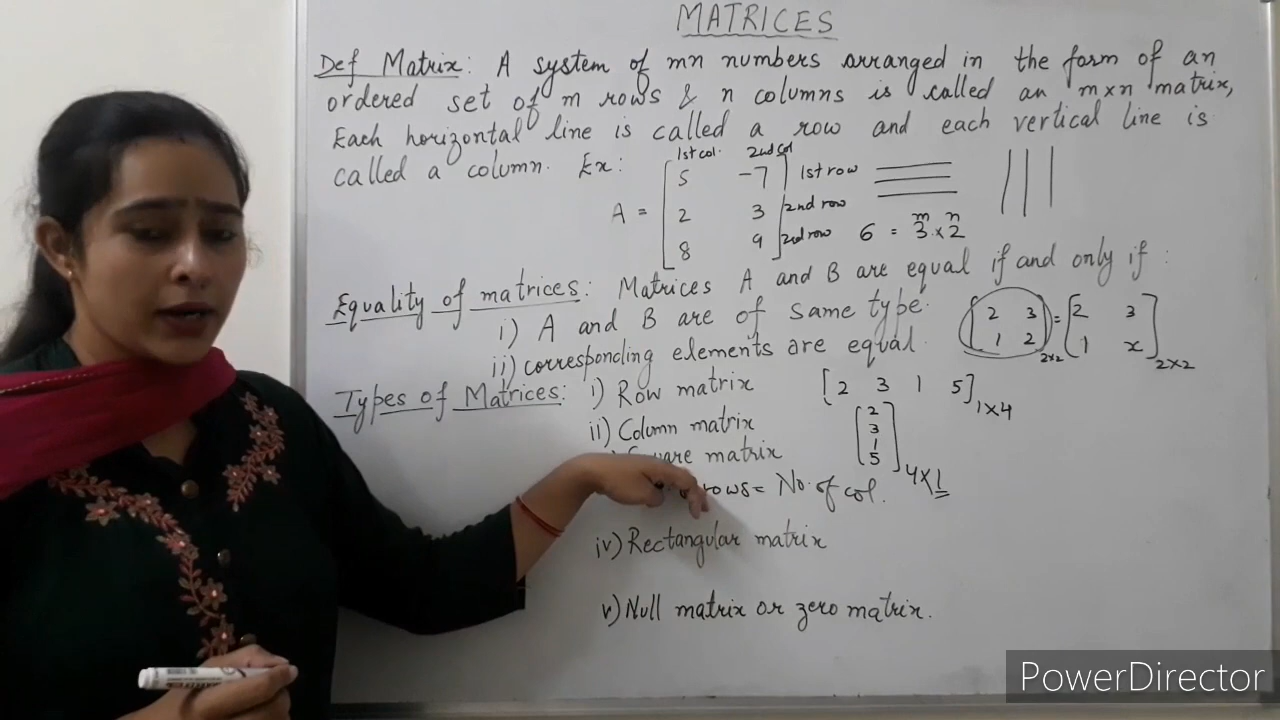 MATRICES
Def Matrix: A system of mn numbers arranged in the form of an
ordered set of m rows & n columns is called an m×n matrix,
Each horizontal line is called a row and each vertical line is
called a column. Ex:
1st col. 2nd col
A = [ 5 -7 ] 1st row
2 3 2nd row
8 9 2nd row
m n
6 = 3 × 2
Equality of matrices: Matrices A and B are equal if and only if :
i) A and B are of same type.
ii) corresponding elements are equal.
[ 2 3 = [ 2 3 ]
1 2 ] 2×2 1 x 2×2
Types of Matrices: i) Row matrix [2 3 1 5] 1×4
ii) Column matrix
matrix
[ 2
3
1
5 ] 4×1
rows = No. of col.
iv) Rectangular matrix
v) Null matrix or zero matrix.
PowerDirector